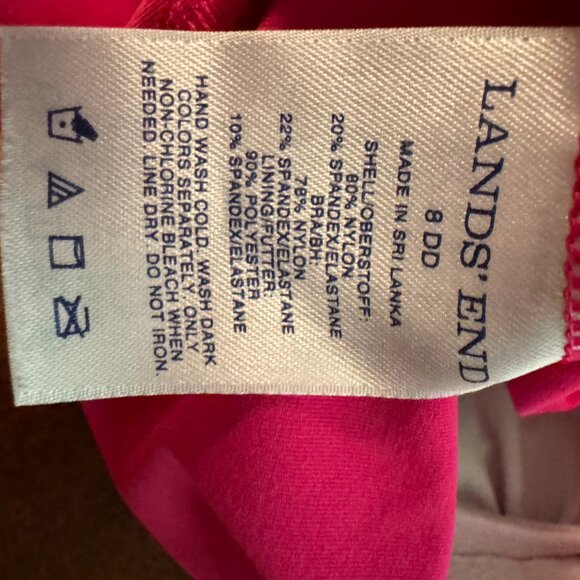 LANDS' END
8 DD
MADE IN SRI LANKA
SHELL/OBERSTOFF:
80% NYLON
20% SPANDEX/ELASTANE
BRA/BH:
78% NYLON
22% SPANDEX/ELASTANE
LINING/FUTTER:
90% POLYESTER
10% SPANDEX/ELASTANE
HAND WASH COLD. WASH DARK
COLORS SEPARATELY. ONLY
NON-CHLORINE BLEACH WHEN
NEEDED. LINE DRY. DO NOT IRON.